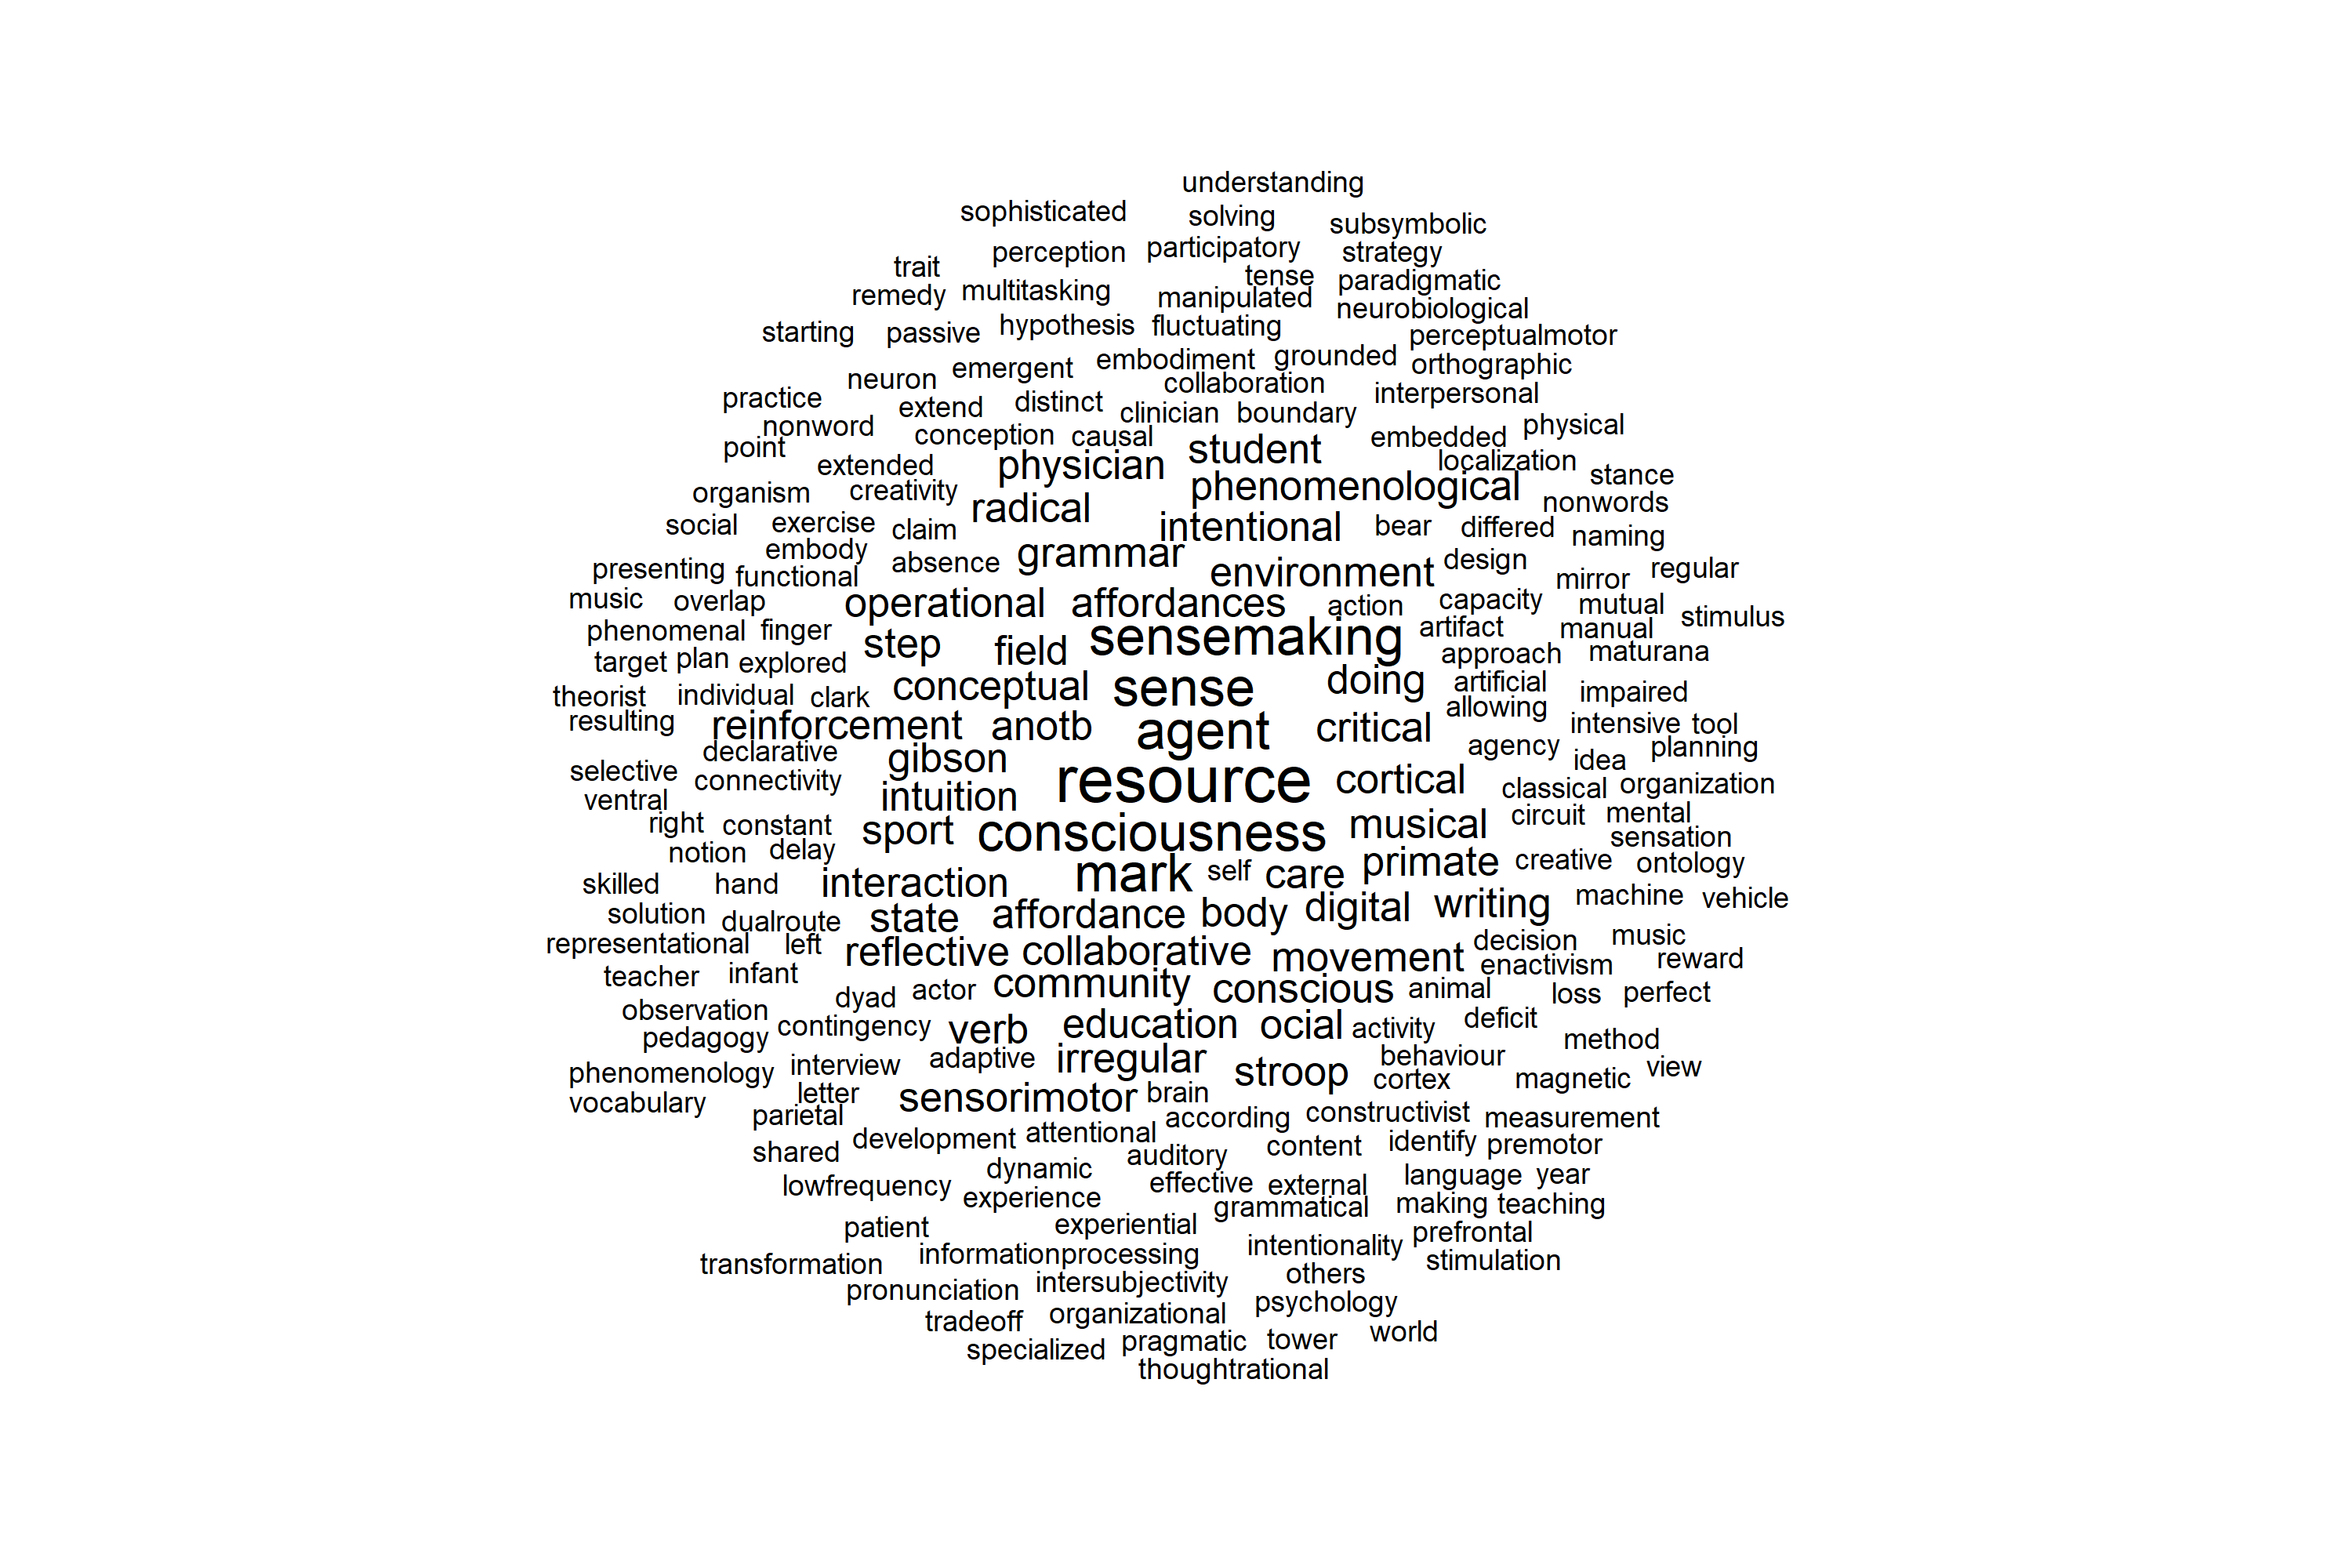 understanding
sophisticated solving subsymbolic
perception participatory strategy
trait tense paradigmatic
remedy multitasking manipulated neurobiological
starting passive hypothesis fluctuating perceptualmotor
neuron emergent embodiment grounded orthographic
practice extend distinct collaboration interpersonal
nonword conception causal clinician boundary embedded physical
point extended physician student localization stance
organism creativity radical phenomenological nonwords
social exercise claim intentional bear differed naming
embody absence grammar environment design
presenting functional mirror regular
music overlap operational affordances action capacity mutual stimulus
phenomenal finger step field sensemaking artifact manual
target plan explored approach maturana
theorist individual clark conceptual sense doing artificial impaired
resulting reinforcement anotb agent critical allowing intensive tool
declarative gibson agency idea planning
selective connectivity resource cortical classical organization
ventral intuition circuit mental
right constant sport consciousness musical sensation
notion delay mark self care primate creative ontology
skilled hand interaction digital writing machine vehicle
solution dualroute state affordance body
representational left reflective collaborative movement decision music
teacher infant community enactivism reward
observation dyad actor conscious animal loss perfect
pedagogy contingency verb education ocial activity deficit method
phenomenology interview adaptive irregular stroop behaviour view
vocabulary letter sensorimotor brain cortex magnetic
parietal according constructivist measurement
shared development attentional content identify premotor
dynamic auditory language year
lowfrequency experience effective external making teaching
patient experiential grammatical prefrontal
transformation informationprocessing intentionality stimulation
pronunciation intersubjectivity others
tradeoff organizational psychology
specialized pragmatic tower world
thoughtrational